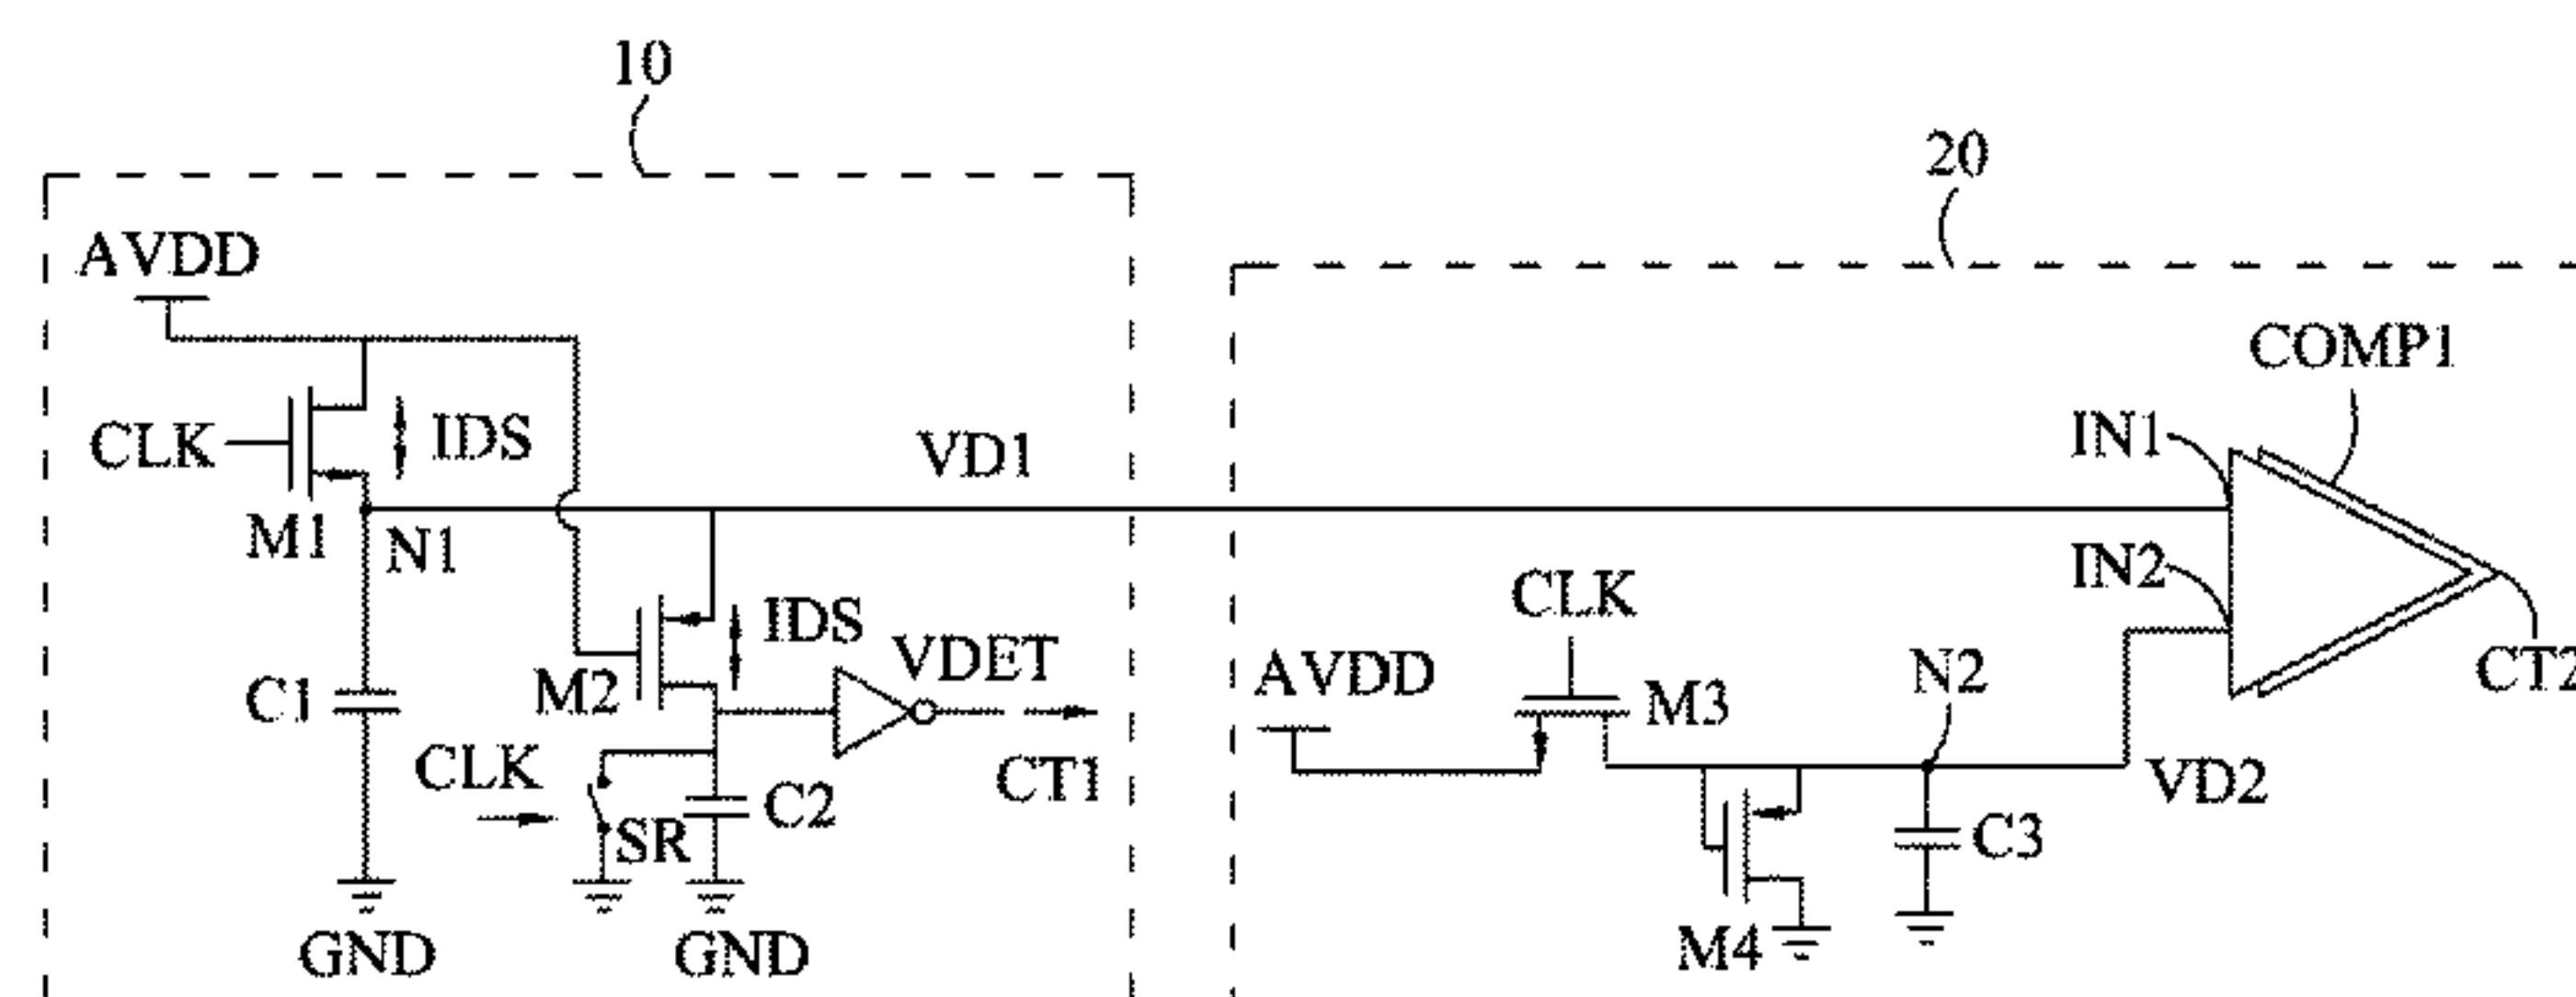 10
20
AVDD
COMP1
CLK
IDS
VD1
IN1
M1
N1
IN2
CLK
IDS
VDET
AVDD
N2
M2
C1
M3
CT2
CLK
CT1
VD2
C2
SR
C3
GND
GND
M4